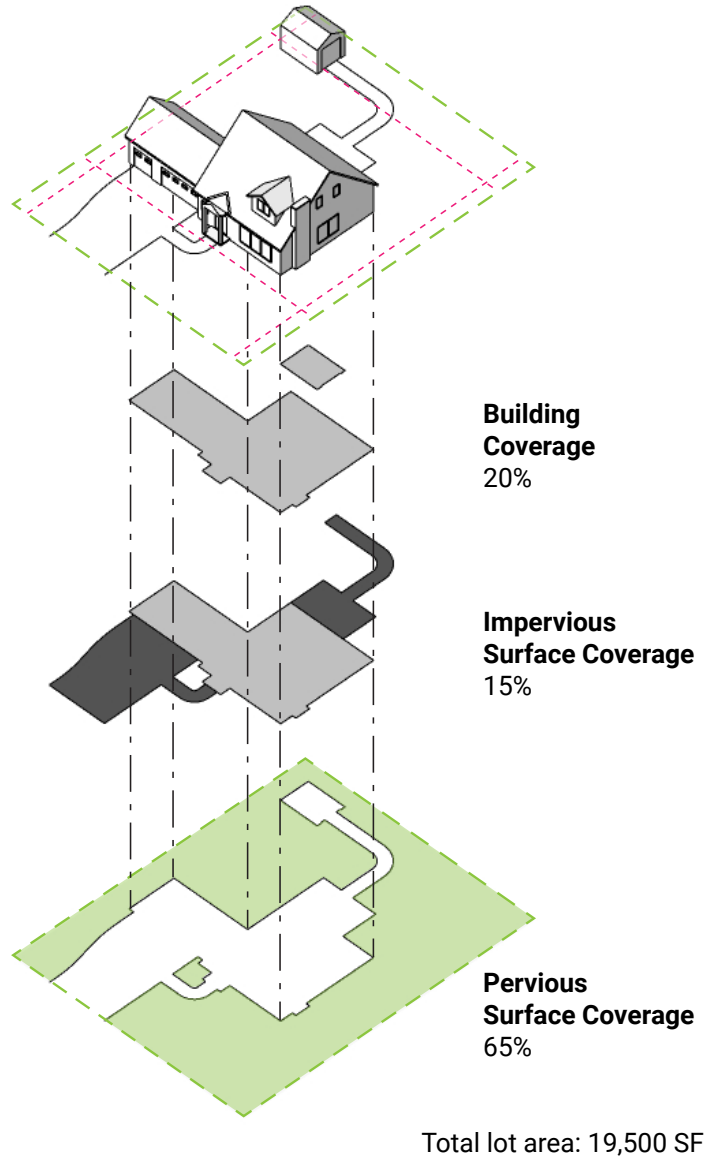 Building
Coverage
20%
Impervious
Surface Coverage
15%
Pervious
Surface Coverage
65%
Total lot area: 19,500 SF